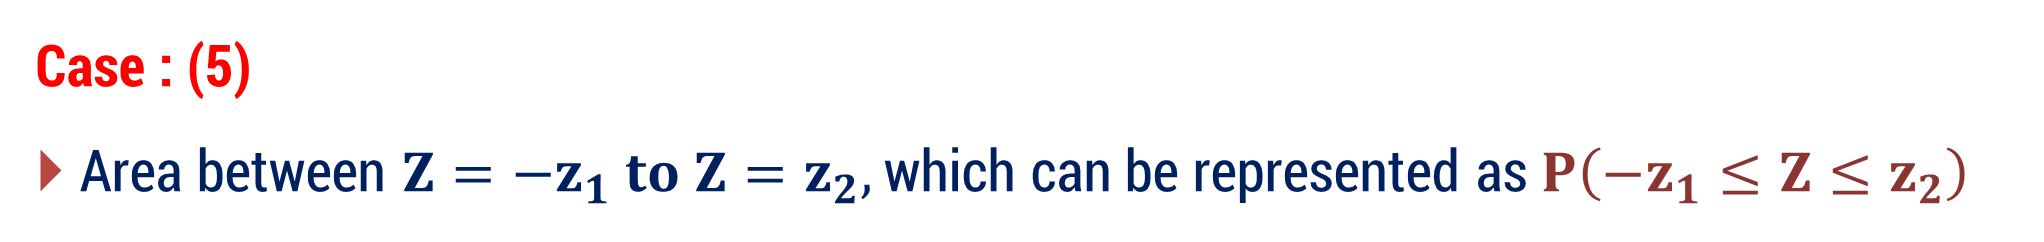 Case : (5)
Area between Z = −z₁ to Z = z₂, which can be represented as P(−z₁ ≤ Z ≤ z₂)